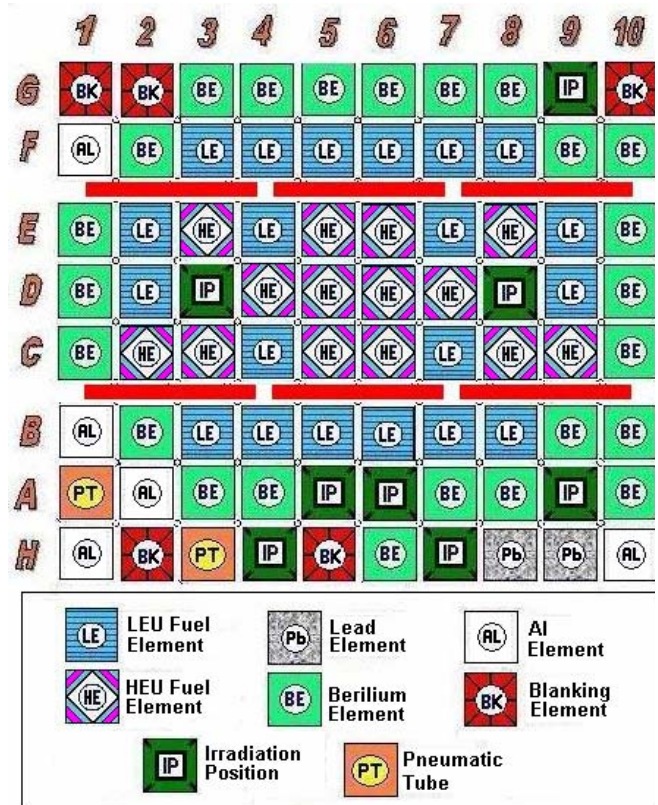 1 2 3 4 5 6 7 8 9 10
G BK BK BE BE BE BE BE BE IP BK
F AL BE LE LE LE LE LE LE BE BE
E BE LE HE LE HE HE LE HE LE BE
D BE LE IP HE HE HE HE IP LE BE
C BE HE HE LE HE HE LE HE HE BE
B AL BE LE LE LE LE LE LE BE BE
A PT AL BE BE IP IP BE BE IP BE
H AL BK PT IP BK BE IP Pb Pb AL
LE LEU Fuel
Element
Pb Lead
Element
AL Al
Element
HE HEU Fuel
Element
BE Berilium
Element
BK Blanking
Element
IP Irradiation
Position
PT Pneumatic
Tube